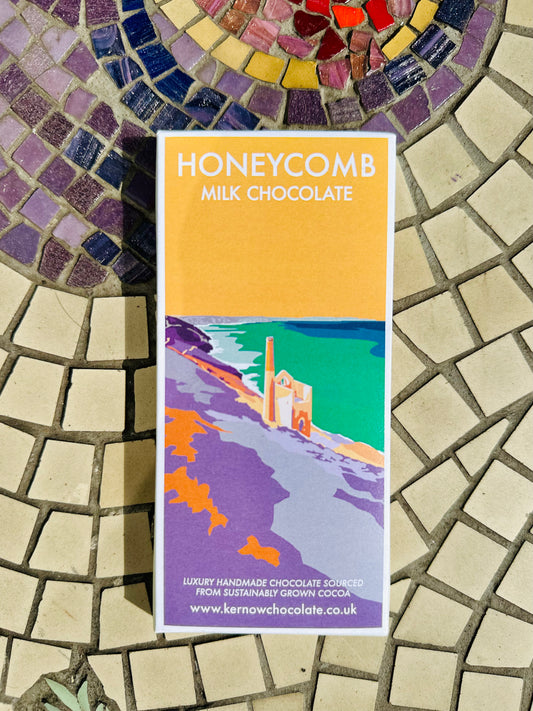 HONEYCOMB
MILK CHOCOLATE
LUXURY HANDMADE CHOCOLATE SOURCED
FROM SUSTAINABLY GROWN COCOA
www.kernowchocolate.co.uk